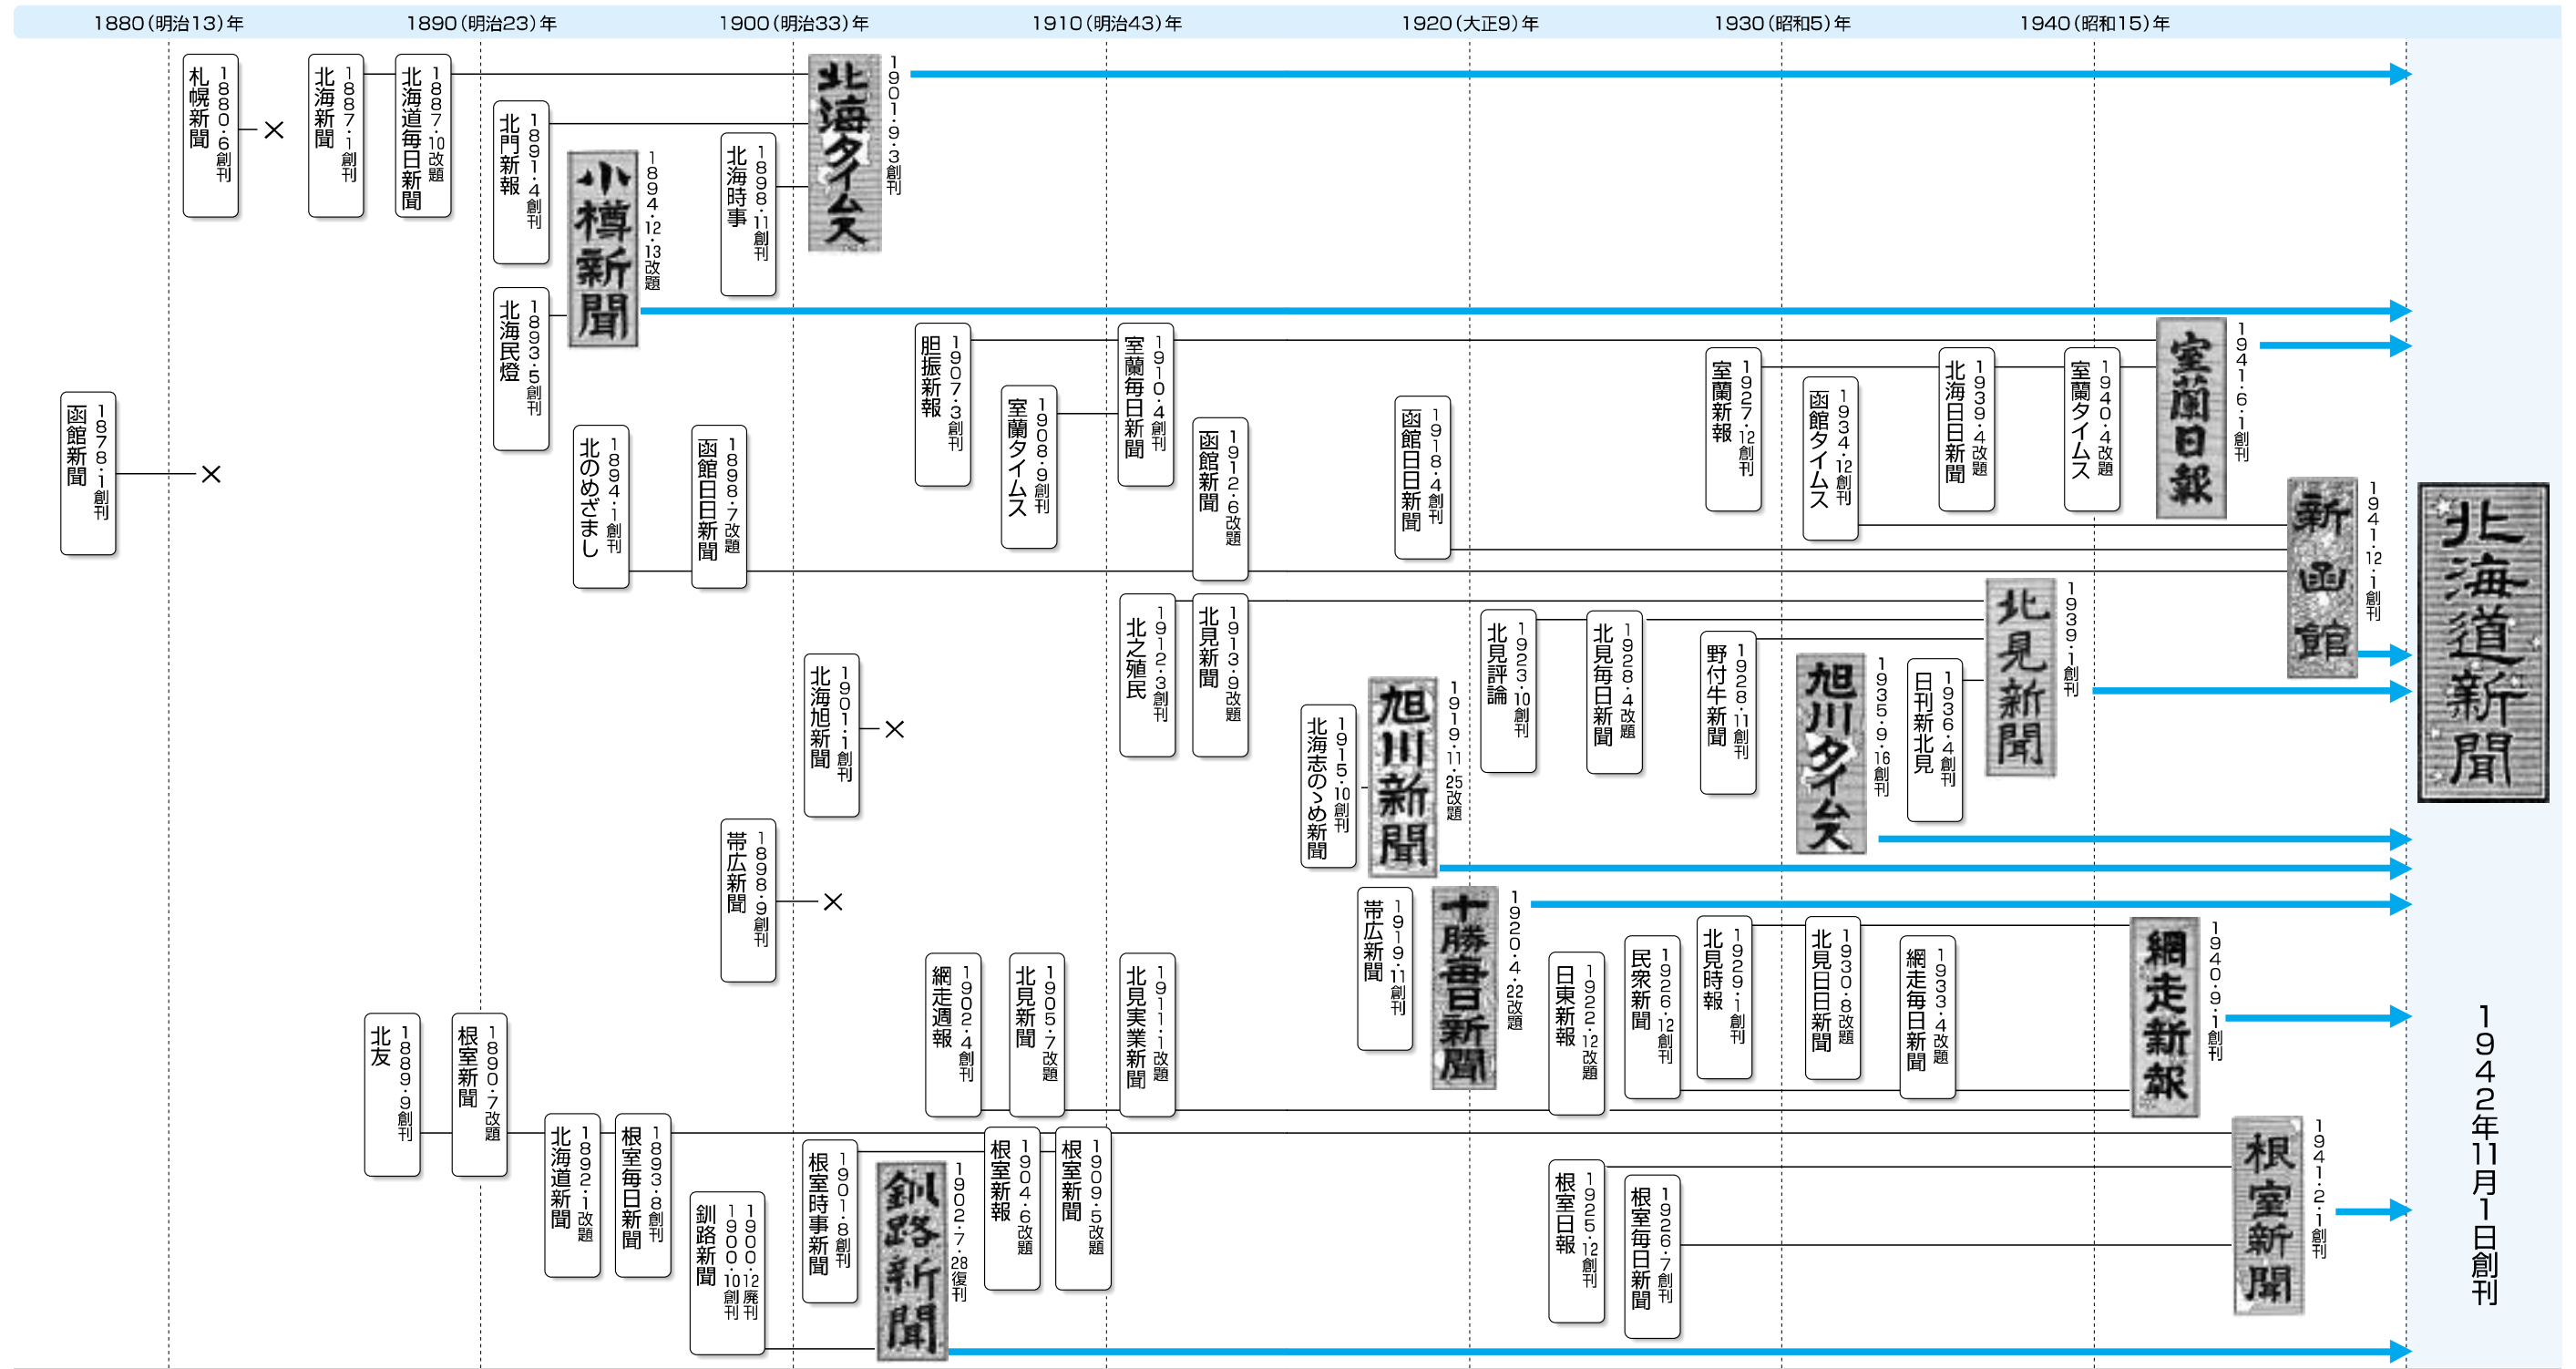 1880(明治13)年
1890(明治23)年
1900(明治33)年
1910(明治43)年
1920(大正9)年
1930(昭和5)年
1940(昭和15)年
札幌新聞
1880・6創刊
北海新聞
1887・1創刊
北海道毎日新聞
1887・10改題
北門新報
1891・4創刊
小樽新聞
1894・12・13改題
北海時事
1898・11創刊
北海タイムス
1901・9・3創刊
北海民燈
1893・5創刊
函館新聞
1878・1創刊
北のめざまし
1894・1創刊
函館日日新聞
1898・7改題
胆振新報
1907・3創刊
室蘭タイムス
1908・9創刊
室蘭毎日新聞
1910・4創刊
函館新聞
1912・6改題
函館日日新聞
1918・4創刊
室蘭新報
1927・12創刊
函館タイムス
1934・12創刊
北海日日新聞
1939・4改題
室蘭タイムス
1940・4改題
室蘭日報
1941・6・1創刊
新函館
1941・12・1創刊
北之殖民
1912・3創刊
北見新聞
1913・9改題
北見評論
1923・10創刊
北見毎日新聞
1928・4改題
野付牛新聞
1928・11創刊
旭川タイムス
1935・9・16創刊
日刊新北見
1936・4創刊
北見新聞
1939・1創刊
北海旭新聞
1901・1創刊
北海志のゝめ新聞
1915・10創刊
旭川新聞
1919・11・25改題
帯広新聞
1898・9創刊
帯広新聞
1919・11創刊
十勝毎日新聞
1920・4・22改題
網走週報
1902・4創刊
北見新聞
1905・7改題
北見実業新聞
1911・1改題
日東新報
1922・12改題
民衆新聞
1926・12創刊
北見時報
1929・1創刊
北見日日新聞
1930・8改題
網走毎日新聞
1933・4改題
網走新報
1940・9・1創刊
北友
1889・9創刊
根室新聞
1890・7改題
北海道新聞
1892・1改題
根室毎日新聞
1893・8創刊
釧路新聞
1900・10創刊
1900・12廃刊
根室時事新聞
1901・8創刊
釧路新聞
1902・7・28復刊
根室新報
1904・6改題
根室新聞
1909・5改題
根室日報
1925・12創刊
根室毎日新聞
1926・7創刊
根室新聞
1941・2・1創刊
北海道新聞
1942年11月1日創刊